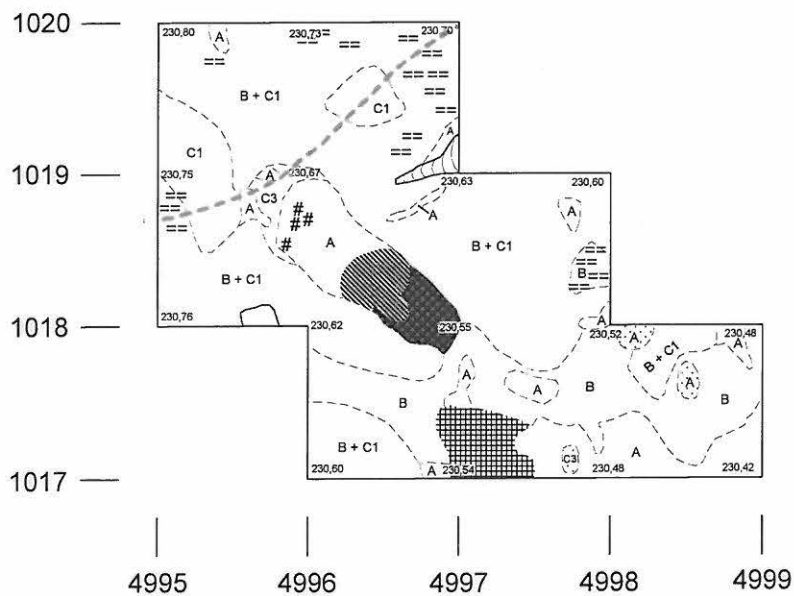 1020
230,80 A 230,73 230,70
B + C1
C1
A
C1
1019
230,75 A 230,67 230,63 230,60
C3
A A A
A B + C1
B
B + C1
A
1018
230,76 230,62 230,55 230,52 A 230,48
A
B + C1
A A B A B
B
B + C1 C3 A
230,60 A 230,54 230,48 230,42
1017
4995 4996 4997 4998 4999